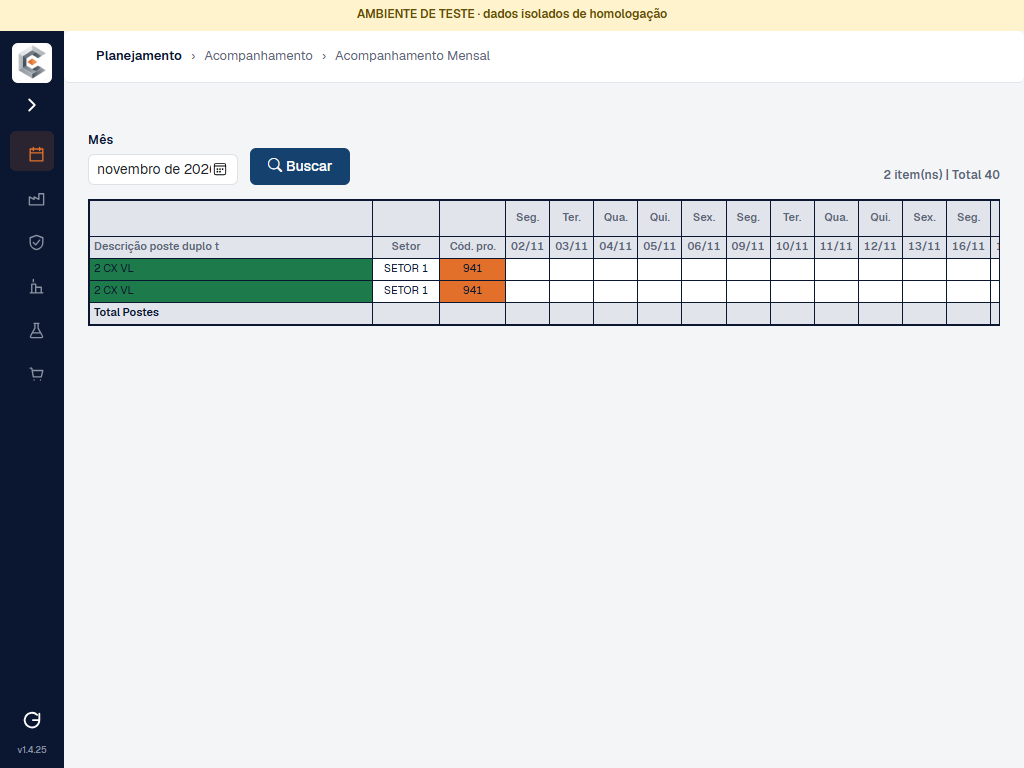 AMBIENTE DE TESTE · dados isolados de homologação
Planejamento › Acompanhamento › Acompanhamento Mensal
Mês
novembro de 202
Buscar
2 item(ns) | Total 40
Seg. Ter. Qua. Qui. Sex. Seg. Ter. Qua. Qui. Sex. Seg.
Descrição poste duplo t Setor Cód. pro. 02/11 03/11 04/11 05/11 06/11 09/11 10/11 11/11 12/11 13/11 16/11
2 CX VL SETOR 1 941
2 CX VL SETOR 1 941
Total Postes
v1.4.25